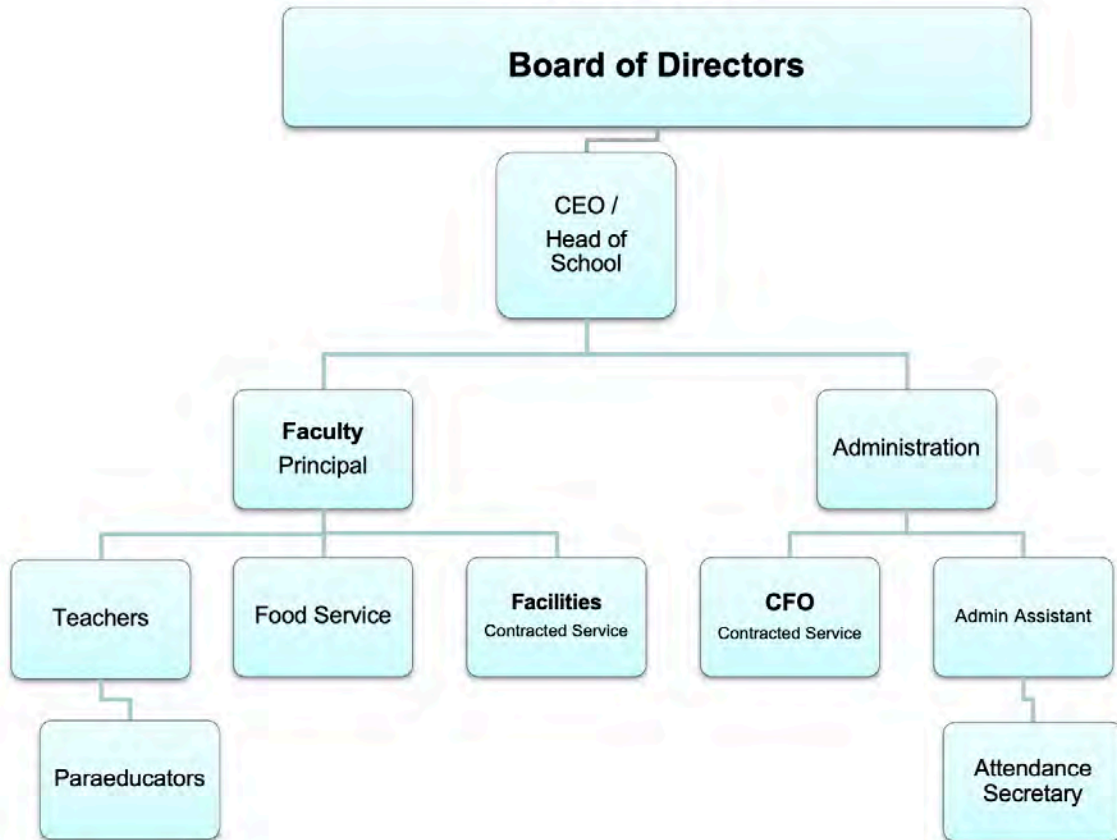 Board of Directors
CEO /
Head of
School
Faculty
Principal
Administration
Teachers
Food Service
Facilities
Contracted Service
CFO
Contracted Service
Admin Assistant
Paraeducators
Attendance
Secretary